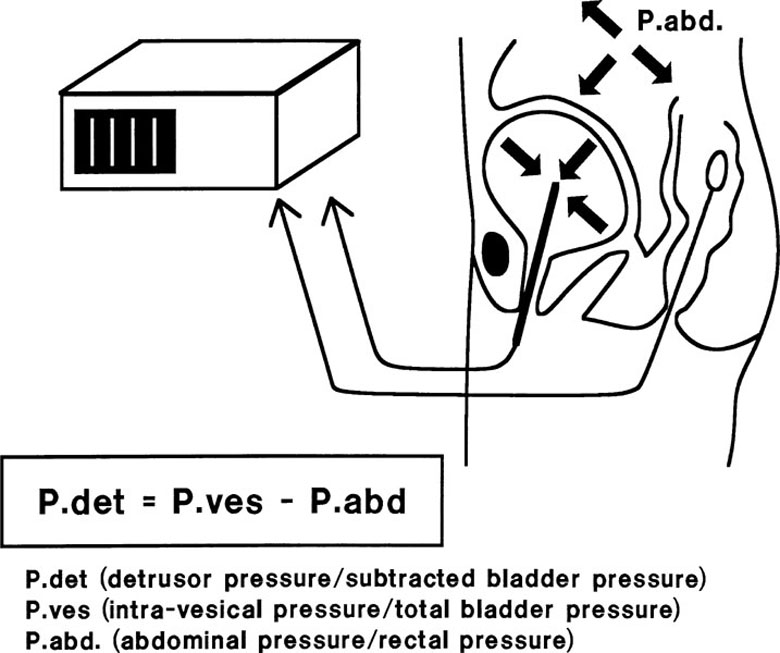 P.abd.
P.det = P.ves - P.abd
P.det (detrusor pressure/subtracted bladder pressure)
P.ves (intra-vesical pressure/total bladder pressure)
P.abd. (abdominal pressure/rectal pressure)